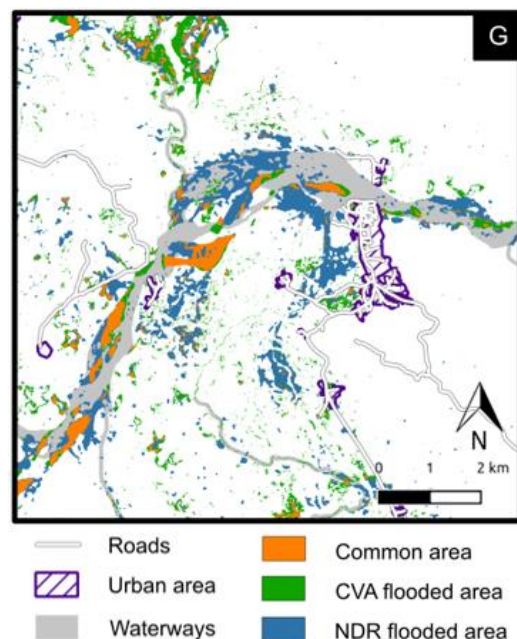 G
N
0 1 2 km
Roads
Urban area
Waterways
Common area
CVA flooded area
NDR flooded area